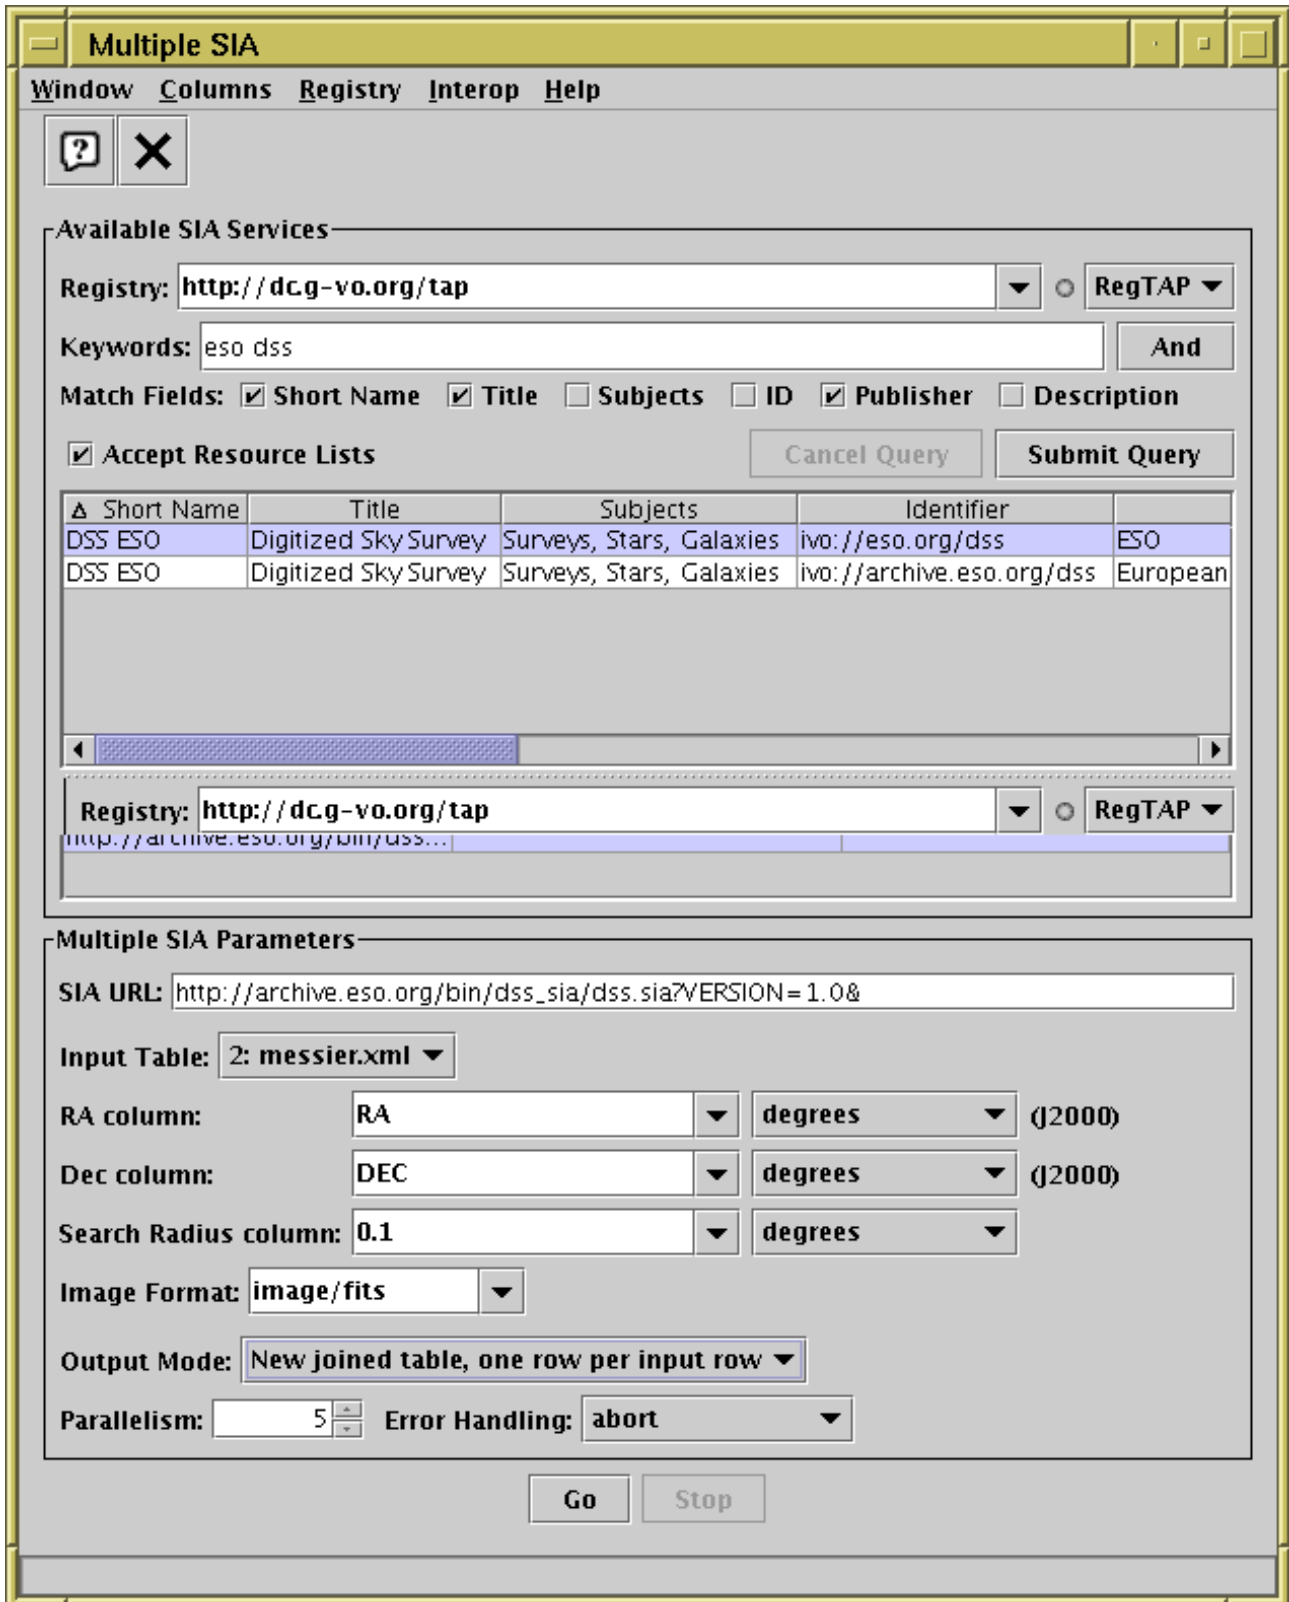 Multiple SIA
Window Columns Registry Interop Help
Available SIA Services
Registry: http://dc.g-vo.org/tap RegTAP
Keywords: eso dss And
Match Fields: Short Name Title Subjects ID Publisher Description
Accept Resource Lists Cancel Query Submit Query
Short Name Title Subjects Identifier
DSS ESO Digitized Sky Survey Surveys, Stars, Galaxies ivo://eso.org/dss ESO
DSS ESO Digitized Sky Survey Surveys, Stars, Galaxies ivo://archive.eso.org/dss European
Registry: http://dc.g-vo.org/tap RegTAP
http://archive.eso.org/bin/dss...
Multiple SIA Parameters
SIA URL: http://archive.eso.org/bin/dss_sia/dss.sia?VERSION=1.0&
Input Table: 2: messier.xml
RA column: RA degrees (J2000)
Dec column: DEC degrees (J2000)
Search Radius column: 0.1 degrees
Image Format: image/fits
Output Mode: New joined table, one row per input row
Parallelism: 5 Error Handling: abort
Go Stop